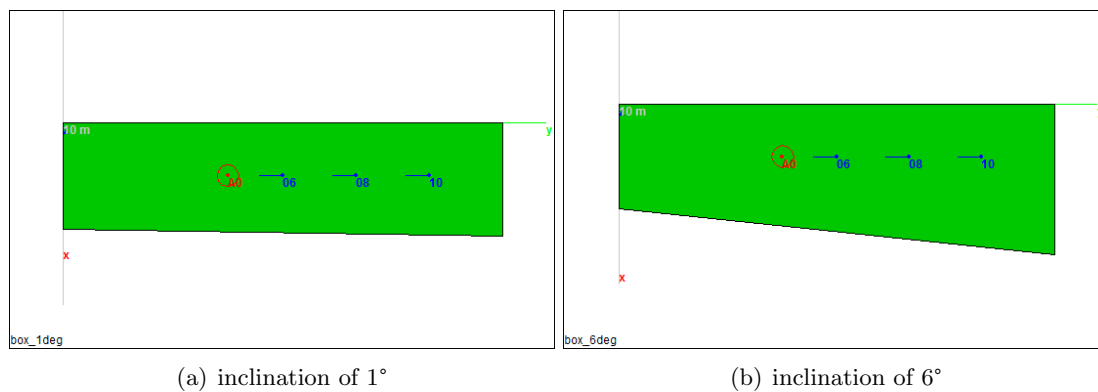 10 m
y
A0 06 08 10
x
box_1deg
(a) inclination of 1°
10 m
A0 06 08 10
x
box_6deg
(b) inclination of 6°